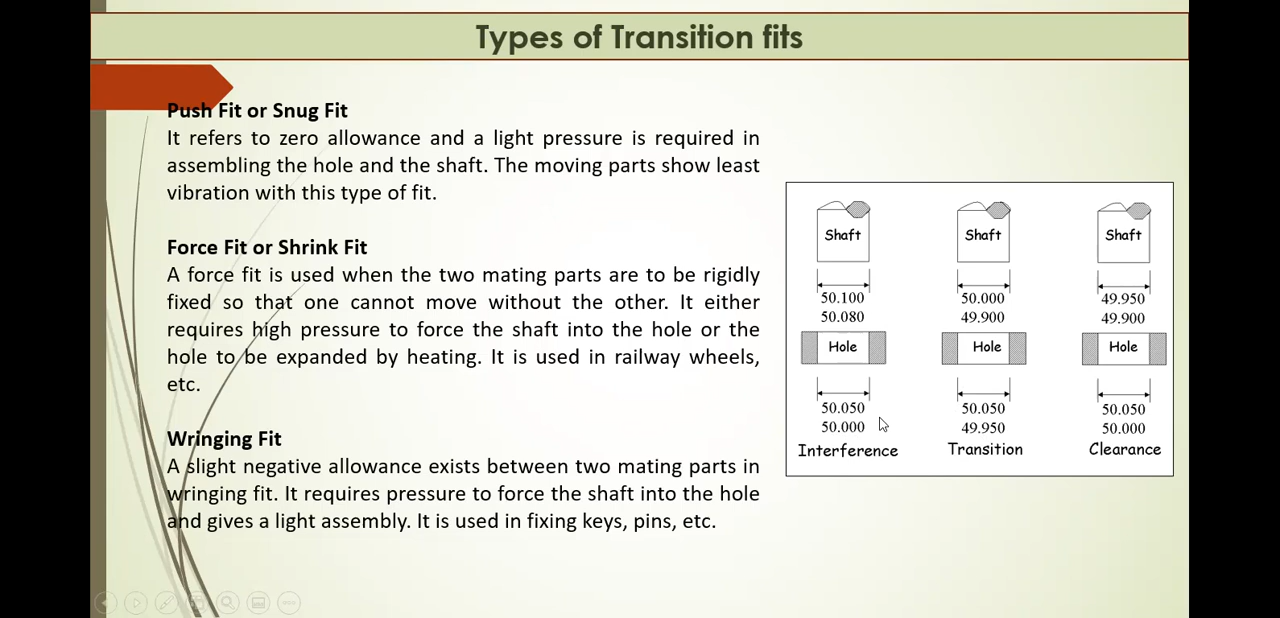 Types of Transition fits
Push Fit or Snug Fit
It refers to zero allowance and a light pressure is required in
assembling the hole and the shaft. The moving parts show least
vibration with this type of fit.
Force Fit or Shrink Fit
A force fit is used when the two mating parts are to be rigidly
fixed so that one cannot move without the other. It either
requires high pressure to force the shaft into the hole or the
hole to be expanded by heating. It is used in railway wheels,
etc.
Wringing Fit
A slight negative allowance exists between two mating parts in
wringing fit. It requires pressure to force the shaft into the hole
and gives a light assembly. It is used in fixing keys, pins, etc.
Shaft Shaft Shaft
50.100 50.000 49.950
50.080 49.900 49.900
Hole Hole Hole
50.050 50.050 50.050
50.000 49.950 50.000
Interference Transition Clearance